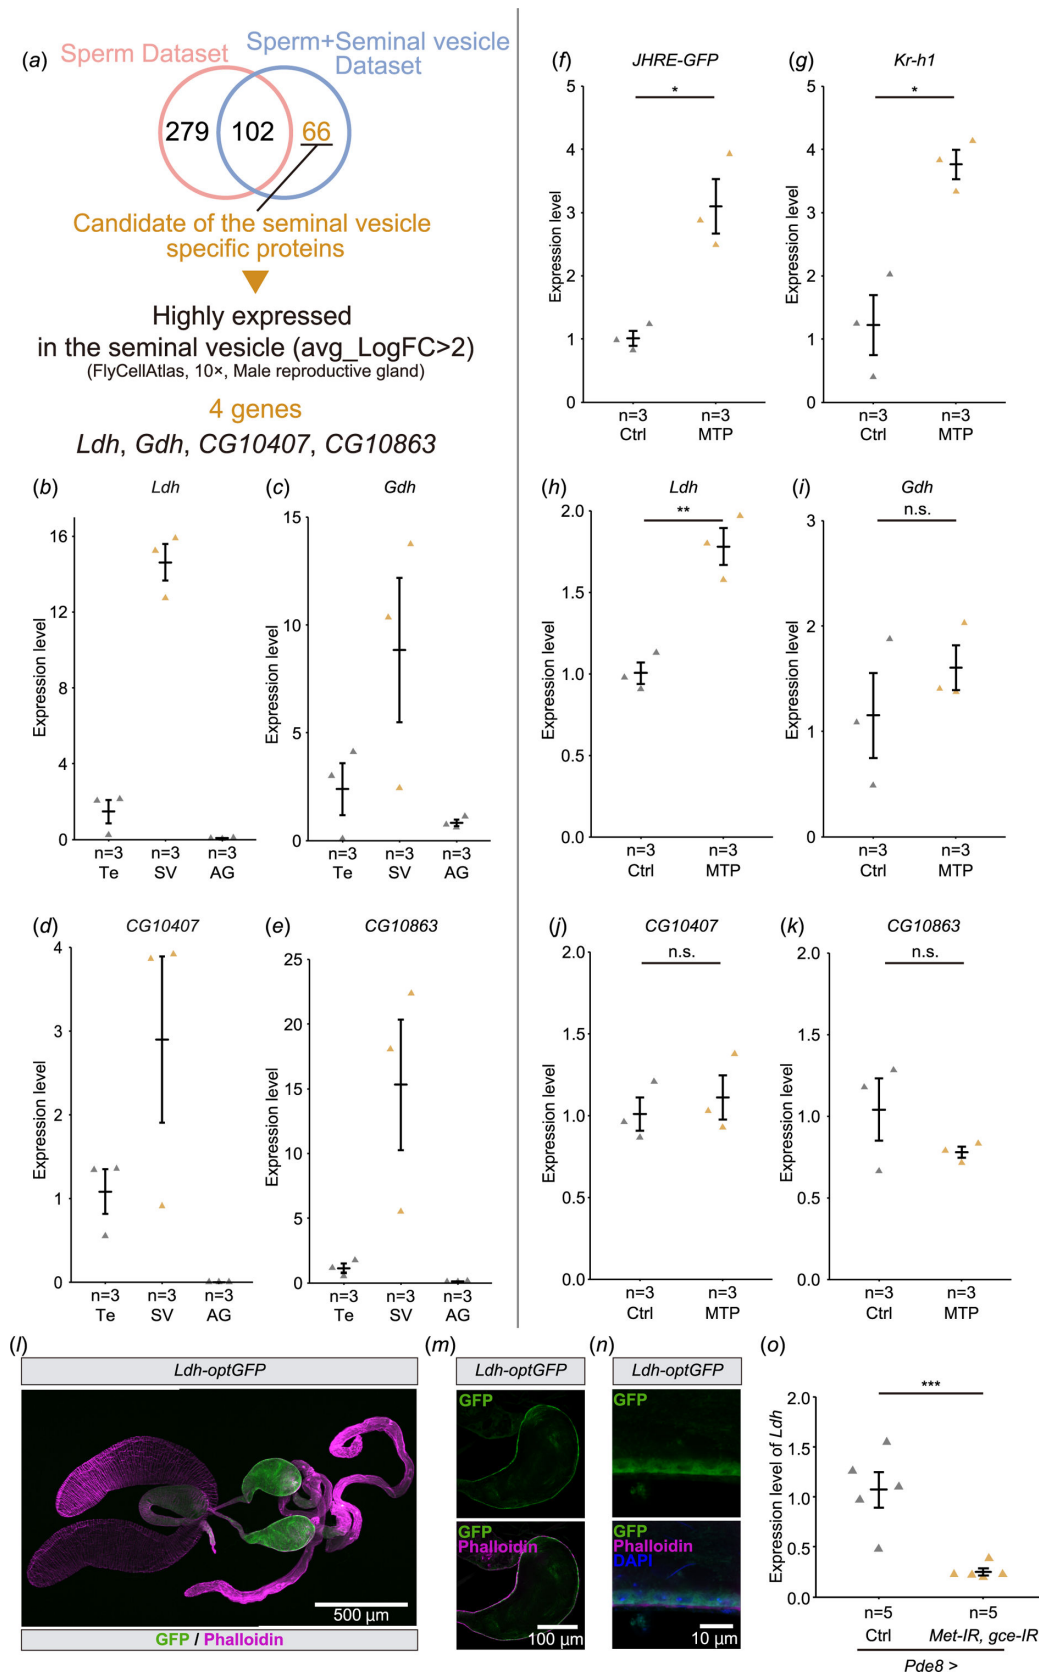 (a)
Sperm Dataset
Sperm+Seminal vesicle
Dataset
279
102
66
Candidate of the seminal vesicle
specific proteins
Highly expressed
in the seminal vesicle (avg_LogFC>2)
(FlyCellAtlas, 10×, Male reproductive gland)
4 genes
Ldh, Gdh, CG10407, CG10863
(b)
Ldh
Expression level
16
12
8
4
0
n=3 n=3 n=3
Te SV AG
(c)
Gdh
Expression level
15
10
5
0
n=3 n=3 n=3
Te SV AG
(d)
CG10407
Expression level
4
3
2
1
0
n=3 n=3 n=3
Te SV AG
(e)
CG10863
Expression level
25
20
15
10
5
0
n=3 n=3 n=3
Te SV AG
(f)
JHRE-GFP
*
Expression level
5
4
3
2
1
0
n=3 n=3
Ctrl MTP
(g)
Kr-h1
*
Expression level
5
4
3
2
1
0
n=3 n=3
Ctrl MTP
(h)
Ldh
**
Expression level
2.0
1.5
1.0
0.5
0.0
n=3 n=3
Ctrl MTP
(i)
Gdh
n.s.
Expression level
3
2
1
0
n=3 n=3
Ctrl MTP
(j)
CG10407
n.s.
Expression level
2.0
1.5
1.0
0.5
0.0
n=3 n=3
Ctrl MTP
(k)
CG10863
n.s.
Expression level
2.0
1.5
1.0
0.5
0.0
n=3 n=3
Ctrl MTP
(l)
Ldh-optGFP
500 µm
GFP / Phalloidin
(m)
Ldh-optGFP
GFP
GFP
Phalloidin
100 µm
(n)
Ldh-optGFP
GFP
GFP
Phalloidin
DAPI
10 µm
(o)
***
Expression level of Ldh
2.0
1.5
1.0
0.5
0.0
n=5 n=5
Ctrl Met-IR, gce-IR
Pde8 >